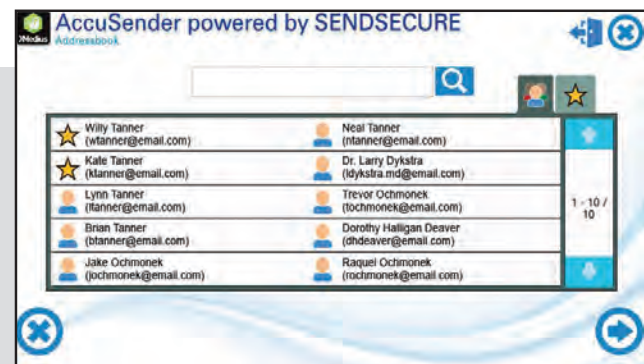 AccuSender powered by SENDSECURE
XMedius
Addressbook
Willy Tanner
(wtanner@email.com)
Neal Tanner
(ntanner@email.com)
Kate Tanner
(ktanner@email.com)
Dr. Larry Dykstra
(ldykstra.md@email.com)
Lynn Tanner
(ltanner@email.com)
Trevor Ochmonek
(tochmonek@email.com)
1 - 10 /
10
Brian Tanner
(btanner@email.com)
Dorothy Halligan Deaver
(dhdeaver@email.com)
Jake Ochmonek
(jochmonek@email.com)
Raquel Ochmonek
(rochmonek@email.com)